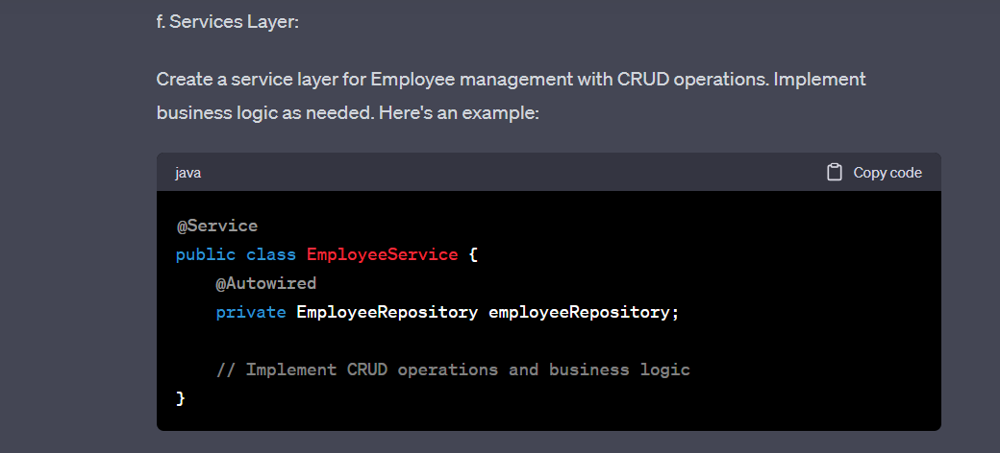 f. Services Layer:
Create a service layer for Employee management with CRUD operations. Implement
business logic as needed. Here's an example:
java
Copy code
@Service
public class EmployeeService {
    @Autowired
    private EmployeeRepository employeeRepository;
    // Implement CRUD operations and business logic
}